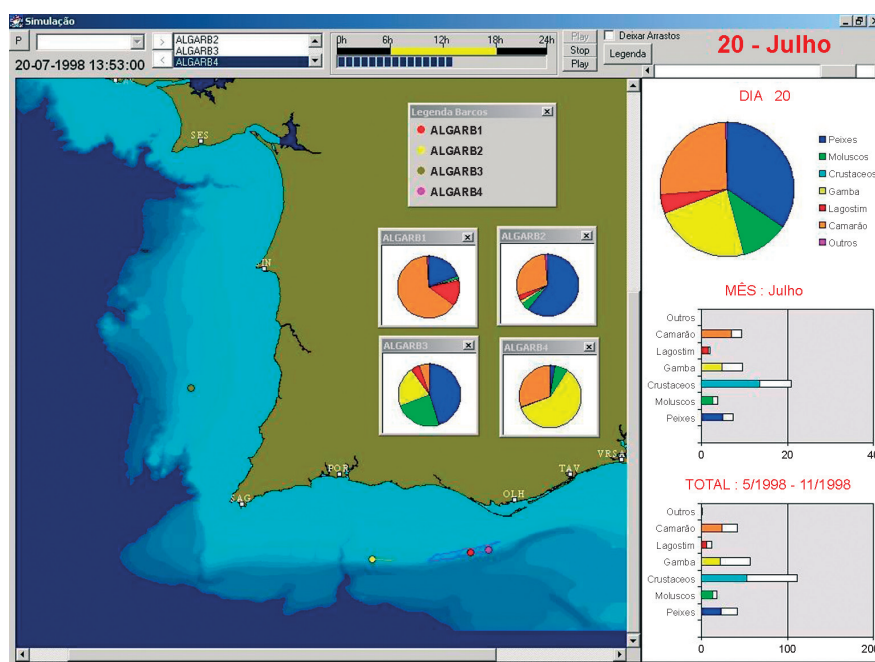 Simulação
P
ALGARB2
ALGARB3
ALGARB4
0h 6h 12h 18h 24h
Play
Stop
Play
Deixar Arrastos
Legenda
20 - Julho
20-07-1998 13:53:00
DIA 20
Peixes
Moluscos
Crustaceos
Gamba
Lagostim
Camarão
Outros
Legenda Barcos
ALGARB1
ALGARB2
ALGARB3
ALGARB4
SES
SIN
SAG
POR
OLH
TAV
VRSA
ALGARB1
ALGARB2
ALGARB3
ALGARB4
MÊS : Julho
Outros
Camarão
Lagostim
Gamba
Crustaceos
Moluscos
Peixes
0 20 40
TOTAL : 5/1998 - 11/1998
Outros
Camarão
Lagostim
Gamba
Crustaceos
Moluscos
Peixes
0 100 200